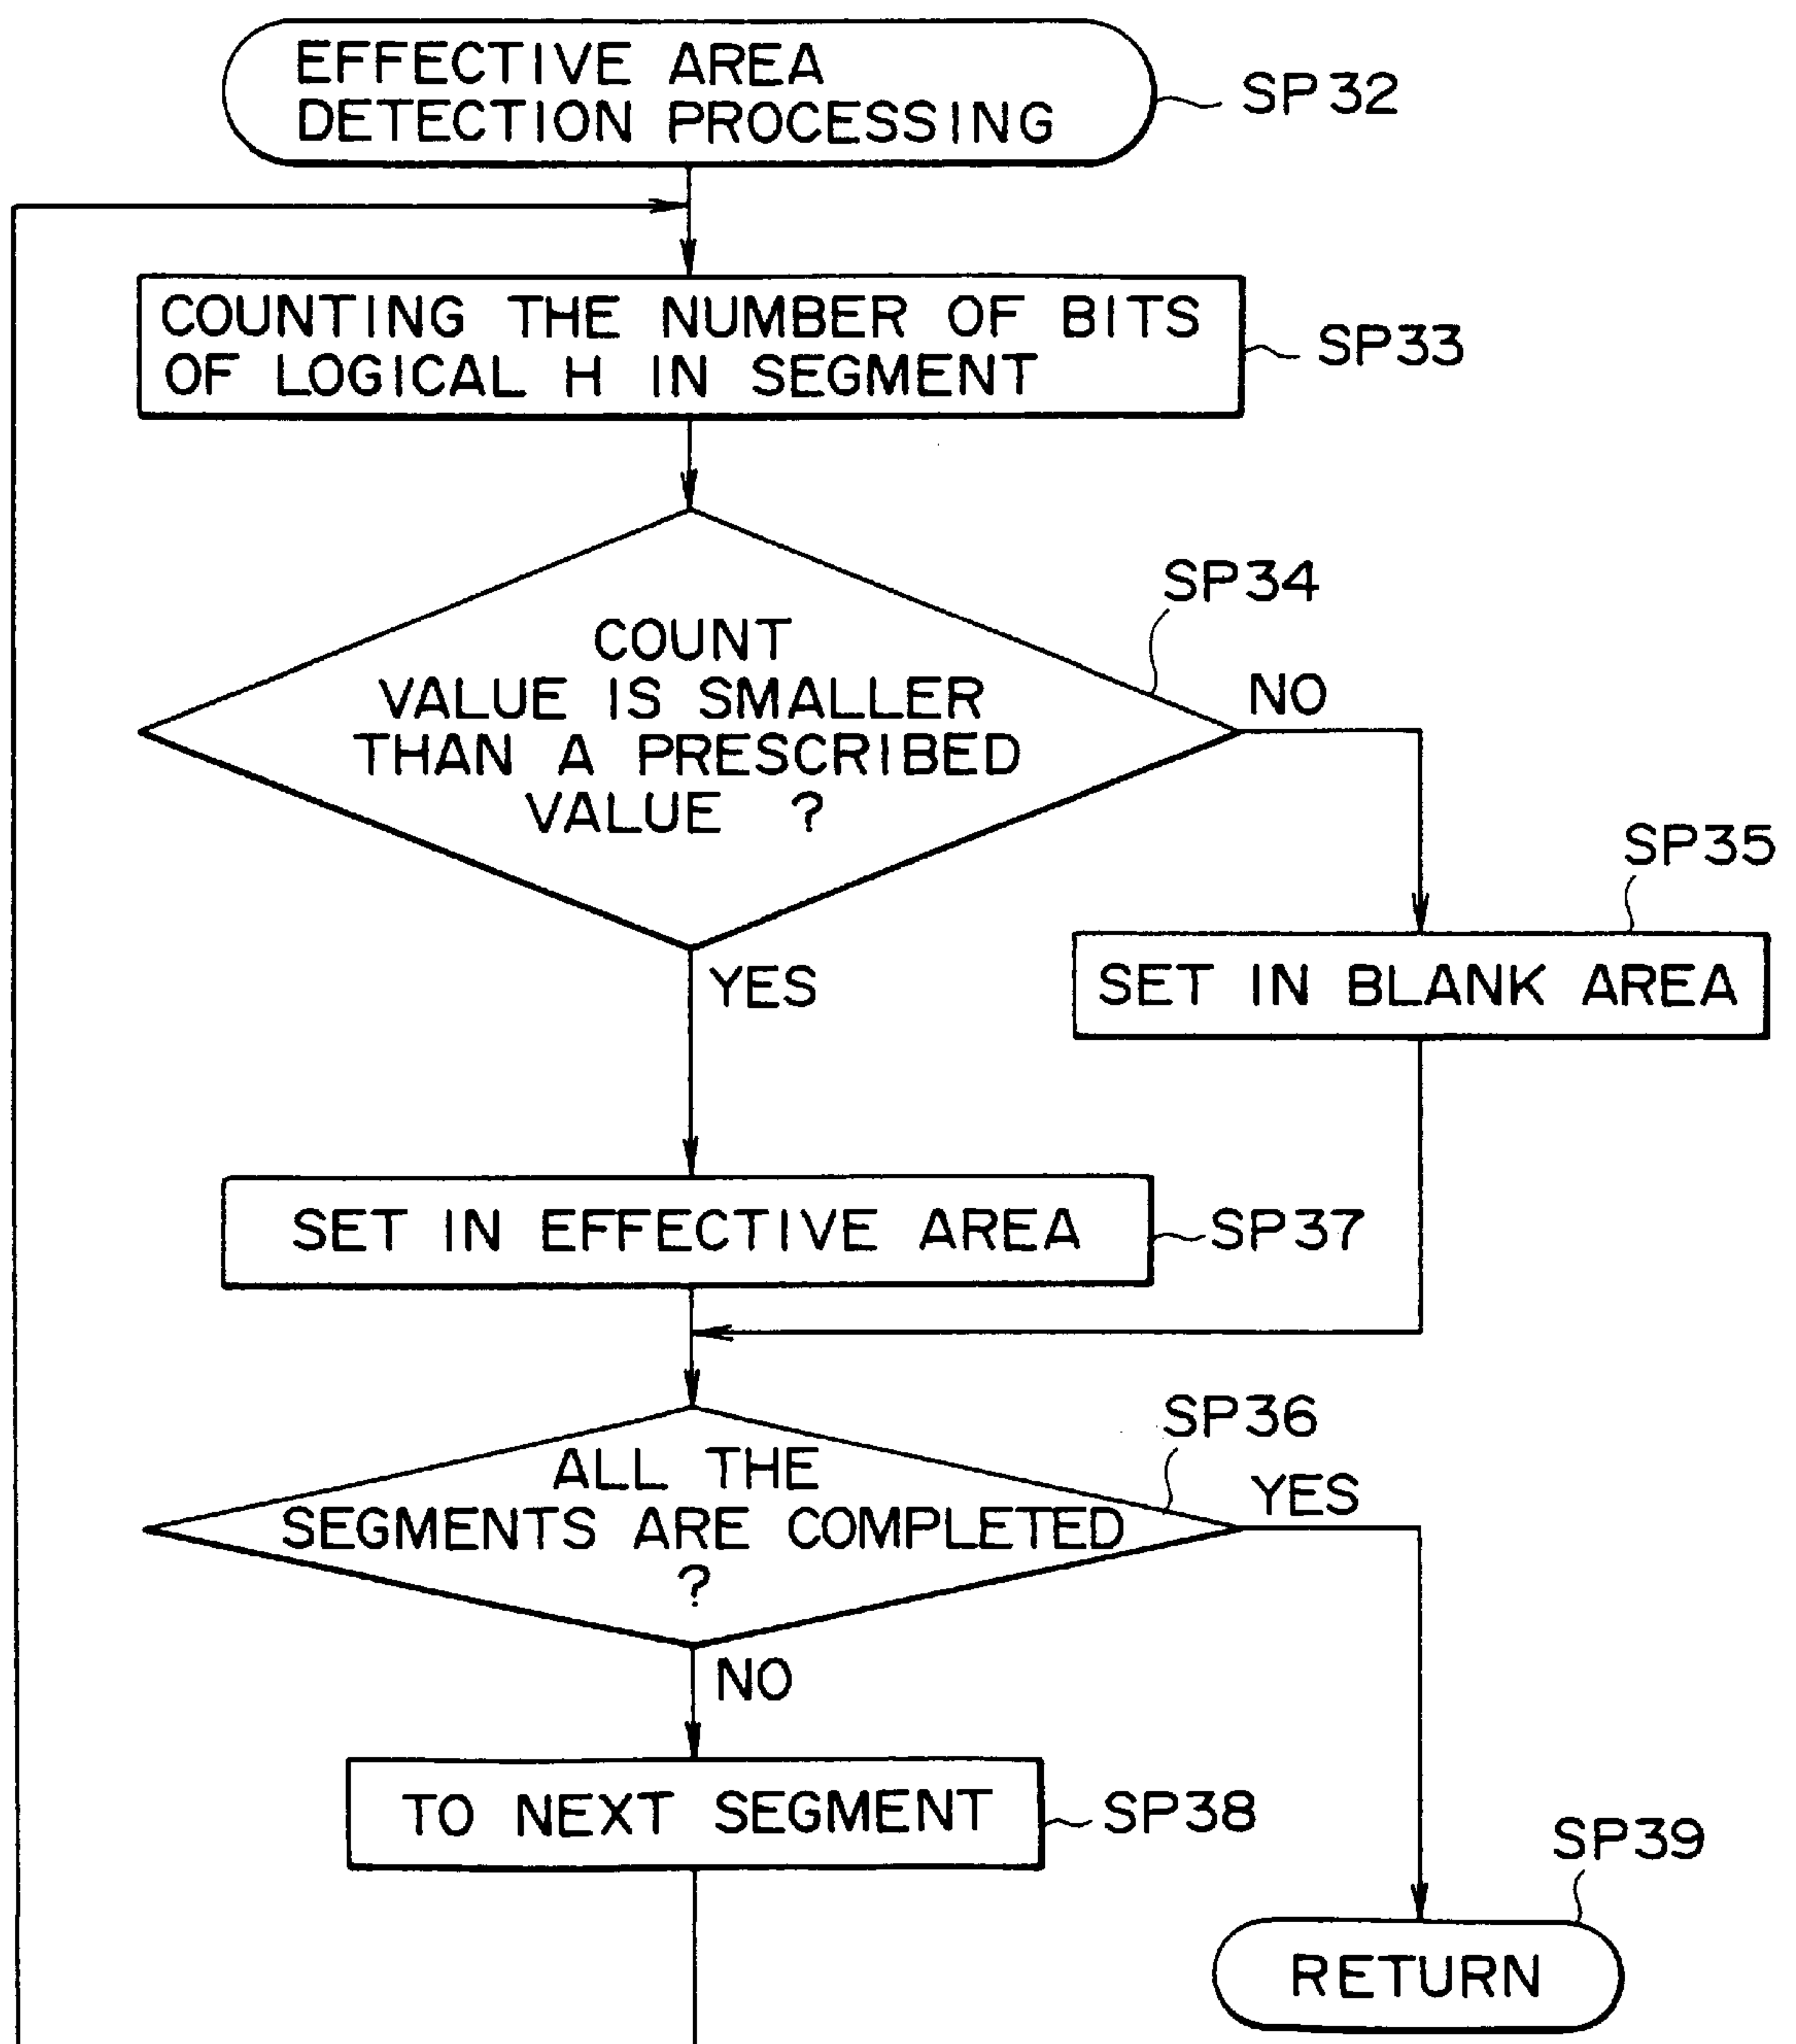 EFFECTIVE AREA
DETECTION PROCESSING
SP32
COUNTING THE NUMBER OF BITS
OF LOGICAL H IN SEGMENT
SP33
SP34
COUNT
VALUE IS SMALLER
THAN A PRESCRIBED
VALUE ?
NO
SP35
YES
SET IN BLANK AREA
SET IN EFFECTIVE AREA
SP37
SP36
ALL THE
SEGMENTS ARE COMPLETED
?
YES
NO
TO NEXT SEGMENT
SP38
SP39
RETURN